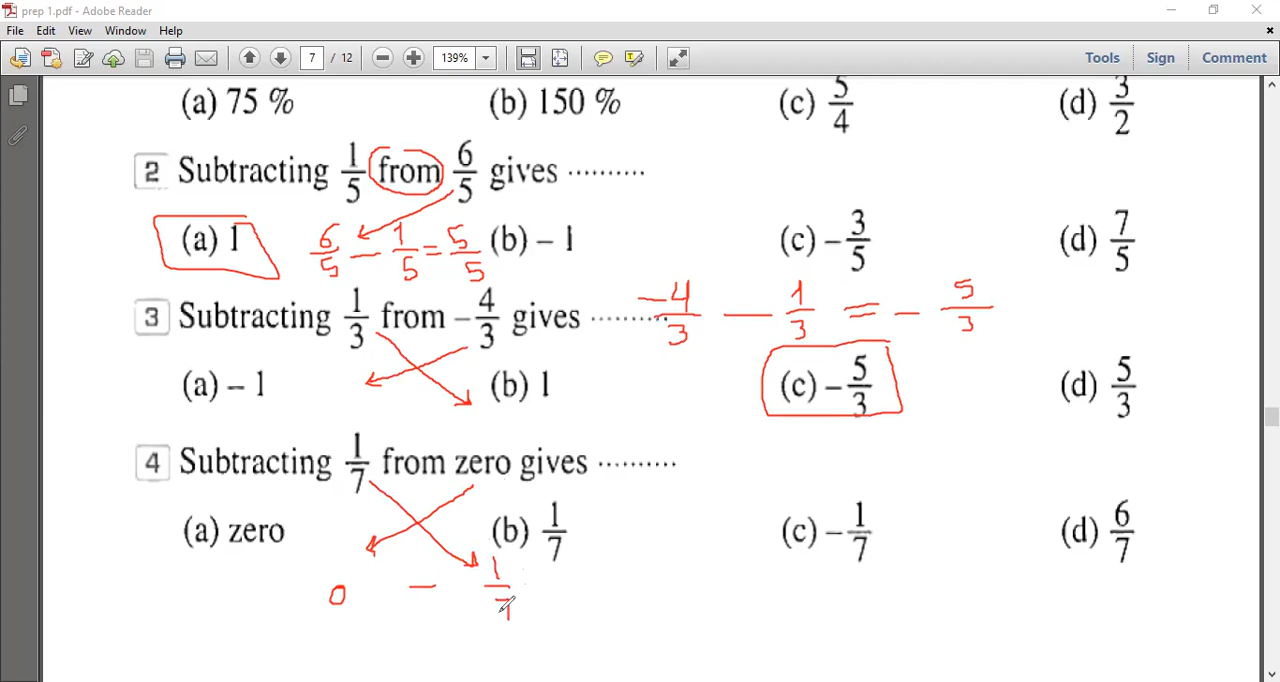 prep 1.pdf - Adobe Reader
File Edit View Window Help
7 / 12 139% Tools Sign Comment
(a) 75 % (b) 150 % (c) 5/4 (d) 3/2
2 Subtracting 1/5 from 6/5 gives ..........
(a) 1 6/5 - 1/5 = 5/5 (b) – 1 (c) – 3/5 (d) 7/5
3 Subtracting 1/3 from – 4/3 gives .......... -4/3 - 1/3 = - 5/3
(a) – 1 (b) 1 (c) – 5/3 (d) 5/3
4 Subtracting 1/7 from zero gives ..........
(a) zero (b) 1/7 (c) – 1/7 (d) 6/7
0 - 1/7